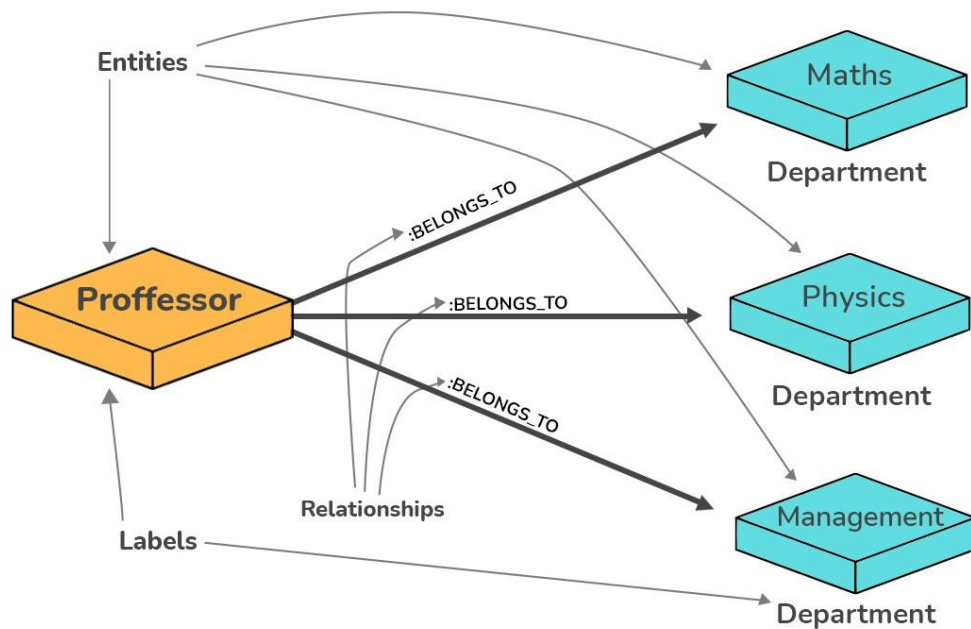 Entities
Maths
Department
:BELONGS_TO
Proffessor
:BELONGS_TO
Physics
Department
:BELONGS_TO
Relationships
Labels
Management
Department